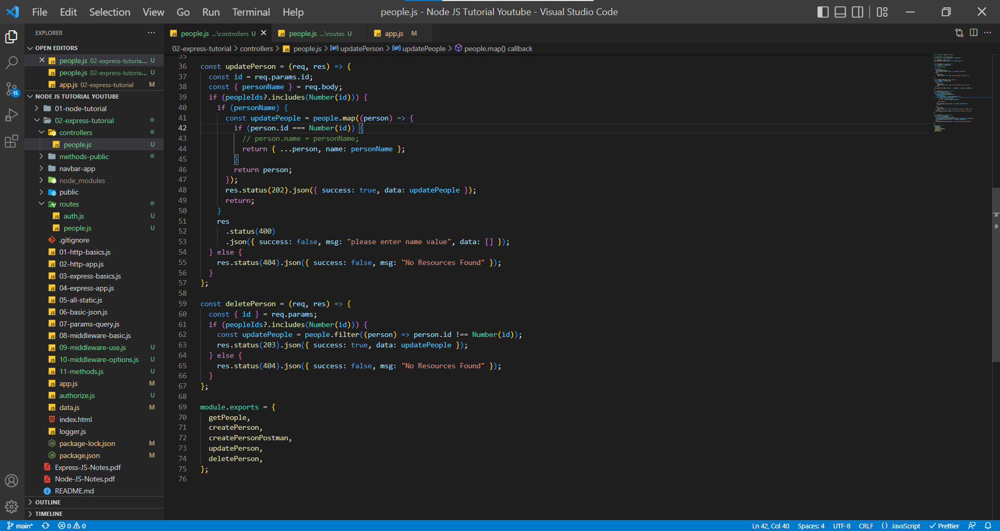 File Edit Selection View Go Run Terminal Help people.js - Node JS Tutorial Youtube - Visual Studio Code
EXPLORER
OPEN EDITORS
people.js 02-express-tutoria... U
people.js 02-express-tutoria... U
app.js 02-express-tutorial M
NODE JS TUTORIAL YOUTUBE
01-node-tutorial
02-express-tutorial
controllers
people.js U
methods-public
navbar-app
node_modules
public
routes
auth.js U
people.js U
.gitignore
01-http-basics.js
02-http-app.js
03-express-basics.js
04-express-app.js
05-all-static.js
06-basic-json.js
07-params-query.js
08-middleware-basic.js
09-middleware-use.js U
10-middleware-options.js U
11-methods.js U
app.js M
authorize.js U
data.js M
index.html
logger.js
package-lock.json M
package.json M
Express-JS-Notes.pdf
Node-JS-Notes.pdf
README.md
OUTLINE
TIMELINE
15
people.js ...\controllers U people.js ...\routes U app.js M
02-express-tutorial > controllers > JS people.js > updatePerson > updatePeople > people.map() callback
35
36 const updatePerson = (req, res) => {
37 const id = req.params.id;
38 const { personName } = req.body;
39 if (peopleIds?.includes(Number(id))) {
40 if (personName) {
41 const updatePeople = people.map((person) => {
42 if (person.id === Number(id)) {
43 // person.name = personName;
44 return { ...person, name: personName };
45 }
46 return person;
47 });
48 res.status(202).json({ success: true, data: updatePeople });
49 return;
50 }
51 res
52 .status(400)
53 .json({ success: false, msg: "please enter name value", data: [] });
54 } else {
55 res.status(404).json({ success: false, msg: "No Resources Found" });
56 }
57 };
58
59 const deletePerson = (req, res) => {
60 const { id } = req.params;
61 if (peopleIds?.includes(Number(id))) {
62 const updatePeople = people.filter((person) => person.id !== Number(id));
63 res.status(203).json({ success: true, data: updatePeople });
64 } else {
65 res.status(404).json({ success: false, msg: "No Resources Found" });
66 }
67 };
68
69 module.exports = {
70 getPeople,
71 createPerson,
72 createPersonPostman,
73 updatePerson,
74 deletePerson,
75 };
76
main* 0 0 Ln 42, Col 40 Spaces: 4 UTF-8 CRLF {} JavaScript Prettier